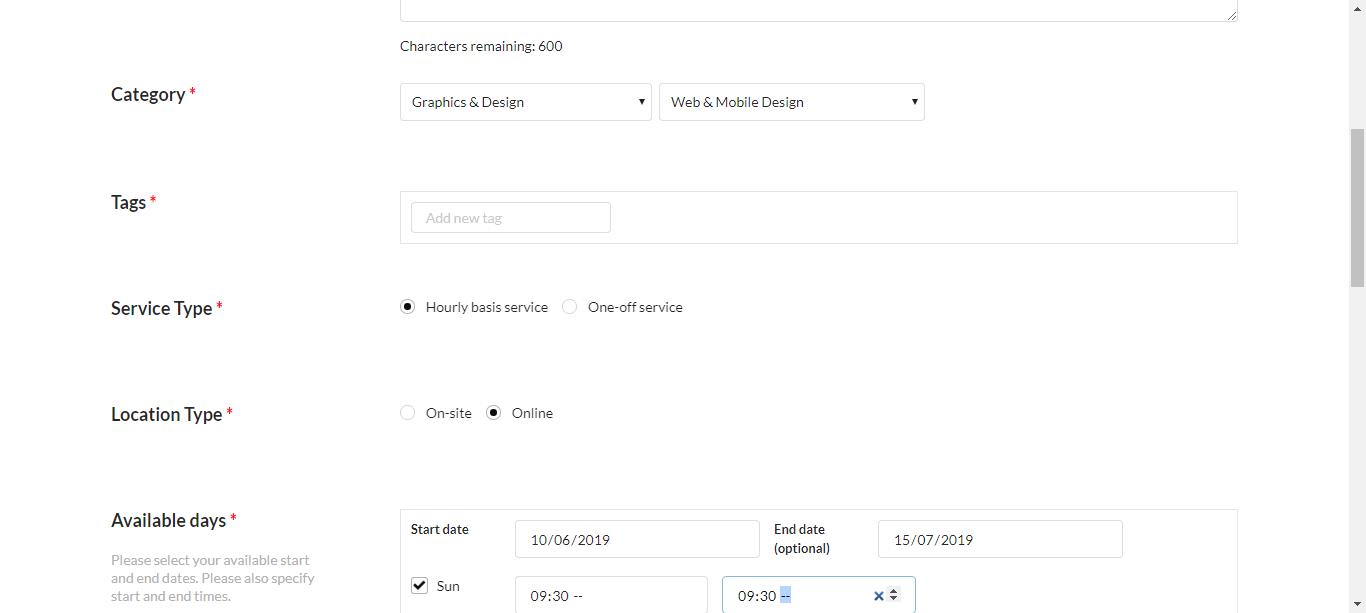 Characters remaining: 600
Category *
Graphics & Design
Web & Mobile Design
Tags *
Add new tag
Service Type *
Hourly basis service
One-off service
Location Type *
On-site
Online
Available days *
Please select your available start
and end dates. Please also specify
start and end times.
Start date
10/06/2019
End date
(optional)
15/07/2019
Sun
09:30 --
09:30 --